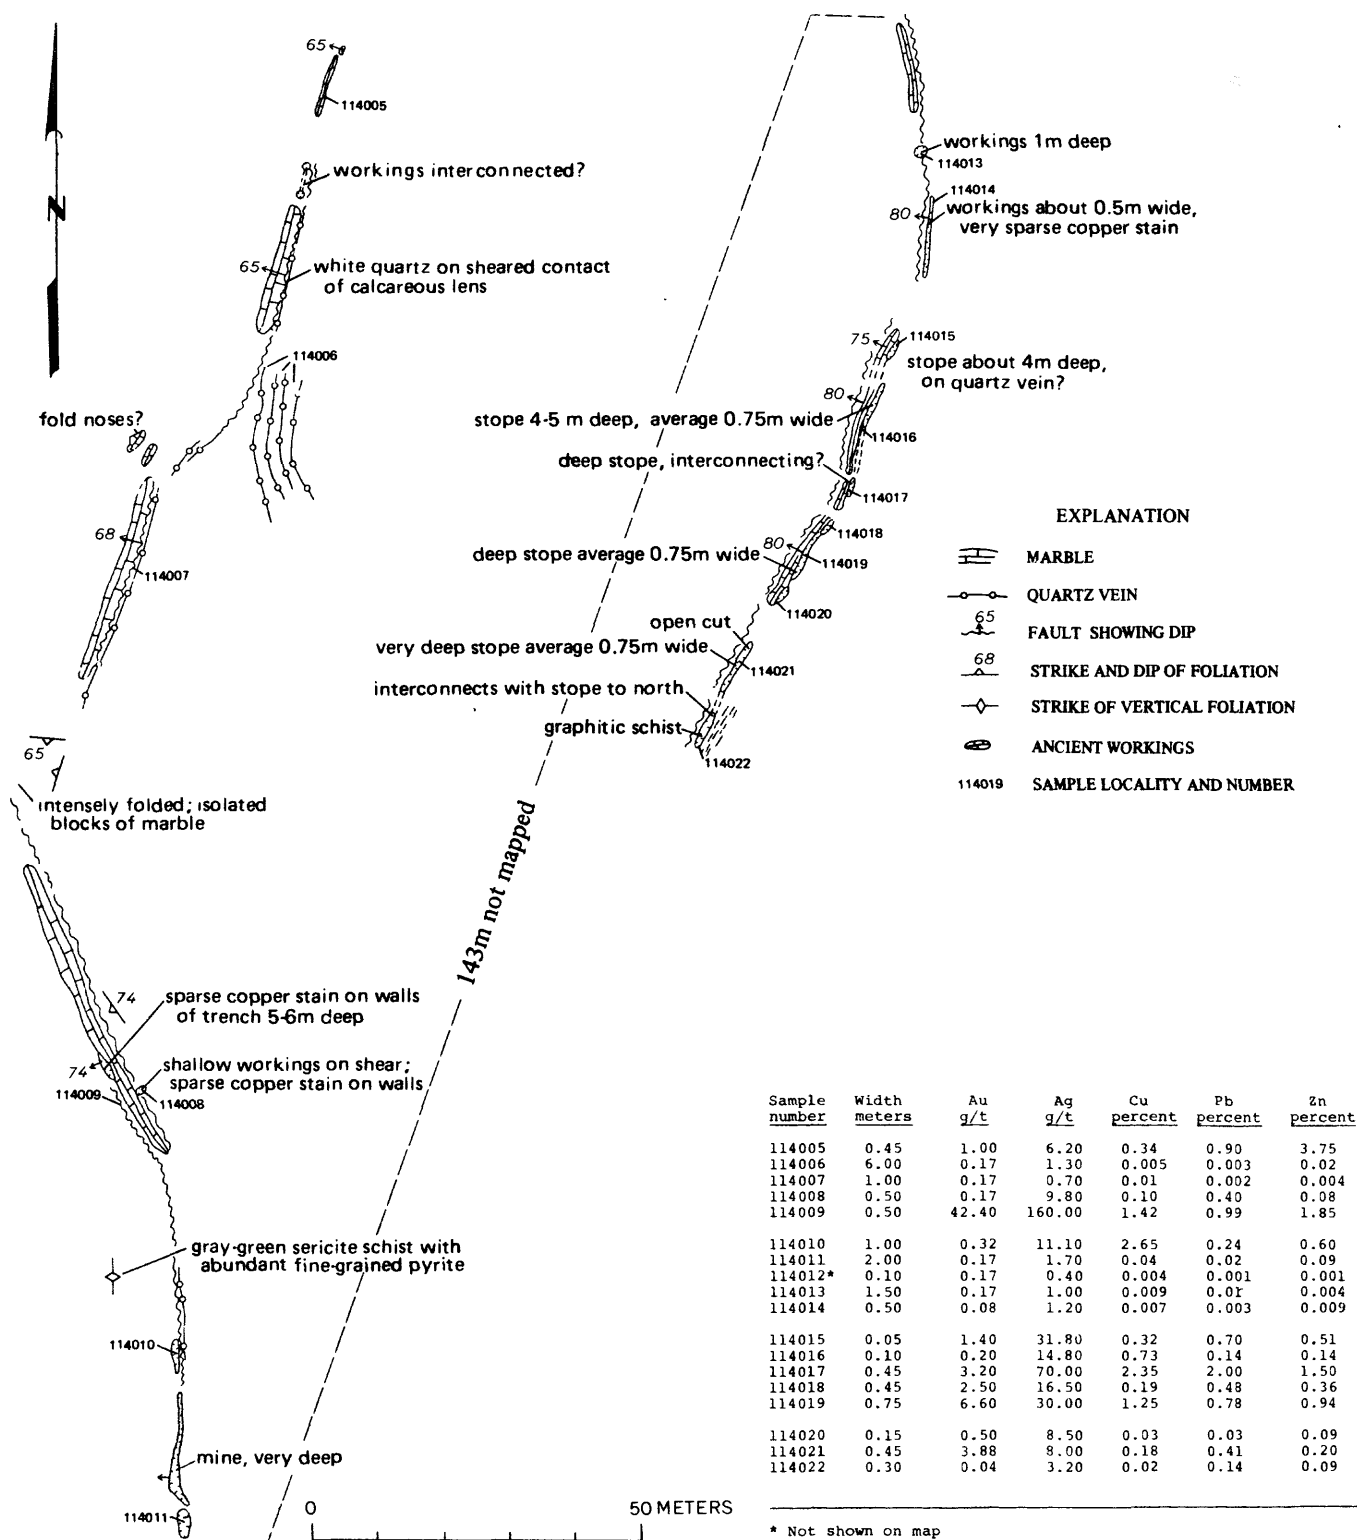 65
114005
workings interconnected?
N
65
white quartz on sheared contact
of calcareous lens
114006
fold noses?
68
114007
65
intensely folded; isolated
blocks of marble
74
sparse copper stain on walls
of trench 5-6m deep
74
shallow workings on shear;
sparse copper stain on walls
114009
114008
gray-green sericite schist with
abundant fine-grained pyrite
114010
mine, very deep
114011
143m not mapped
workings 1m deep
114013
114014
80
workings about 0.5m wide,
very sparse copper stain
75
114015
stope about 4m deep,
on quartz vein?
80
stope 4-5 m deep, average 0.75m wide
114016
deep stope, interconnecting?
114017
114018
80
deep stope average 0.75m wide
114019
114020
open cut
very deep stope average 0.75m wide
114021
interconnects with stope to north
graphitic schist
114022
EXPLANATION
MARBLE
QUARTZ VEIN
65
FAULT SHOWING DIP
68
STRIKE AND DIP OF FOLIATION
STRIKE OF VERTICAL FOLIATION
ANCIENT WORKINGS
114019 SAMPLE LOCALITY AND NUMBER
0 50 METERS
Sample Width Au Ag Cu Pb Zn
number meters g/t g/t percent percent percent
114005 0.45 1.00 6.20 0.34 0.90 3.75
114006 6.00 0.17 1.30 0.005 0.003 0.02
114007 1.00 0.17 0.70 0.01 0.002 0.004
114008 0.50 0.17 9.80 0.10 0.40 0.08
114009 0.50 42.40 160.00 1.42 0.99 1.85
114010 1.00 0.32 11.10 2.65 0.24 0.60
114011 2.00 0.17 1.70 0.04 0.02 0.09
114012* 0.10 0.17 0.40 0.004 0.001 0.001
114013 1.50 0.17 1.00 0.009 0.01 0.004
114014 0.50 0.08 1.20 0.007 0.003 0.009
114015 0.05 1.40 31.80 0.32 0.70 0.51
114016 0.10 0.20 14.80 0.73 0.14 0.14
114017 0.45 3.20 70.00 2.35 2.00 1.50
114018 0.45 2.50 16.50 0.19 0.48 0.36
114019 0.75 6.60 30.00 1.25 0.78 0.94
114020 0.15 0.50 8.50 0.03 0.03 0.09
114021 0.45 3.88 8.00 0.18 0.41 0.20
114022 0.30 0.04 3.20 0.02 0.14 0.09
* Not shown on map